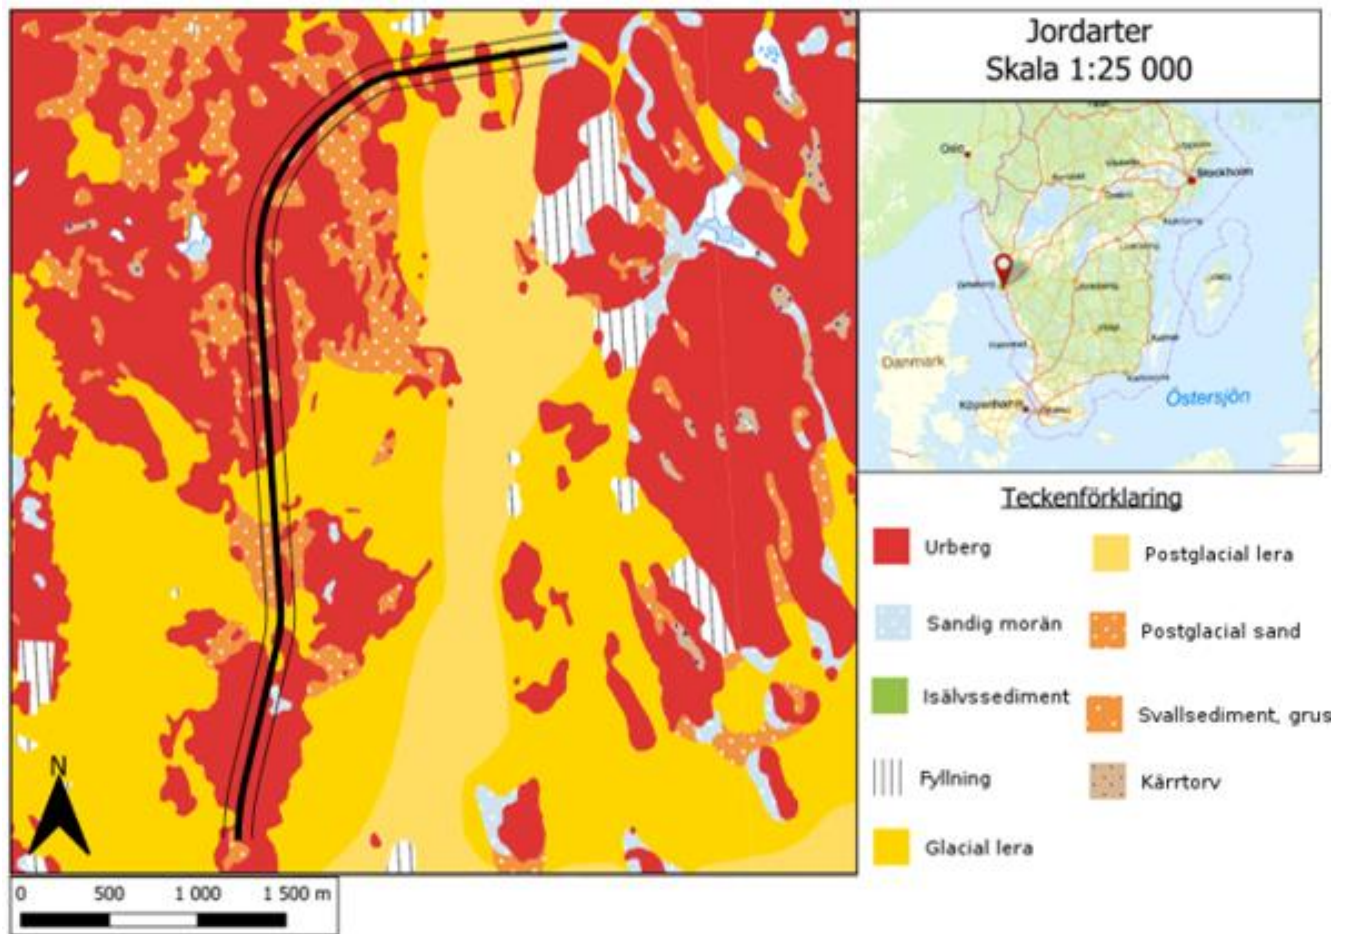 Jordarter
Skala 1:25 000
Oslo
Stockholm
Danmark
Köpenhamn
Östersjön
Teckenförklaring
Urberg
Postglacial lera
Sandig morän
Postglacial sand
Isälvssediment
Svallsediment, grus
Fyllning
Kärrtorv
Glacial lera
N
0 500 1 000 1 500 m